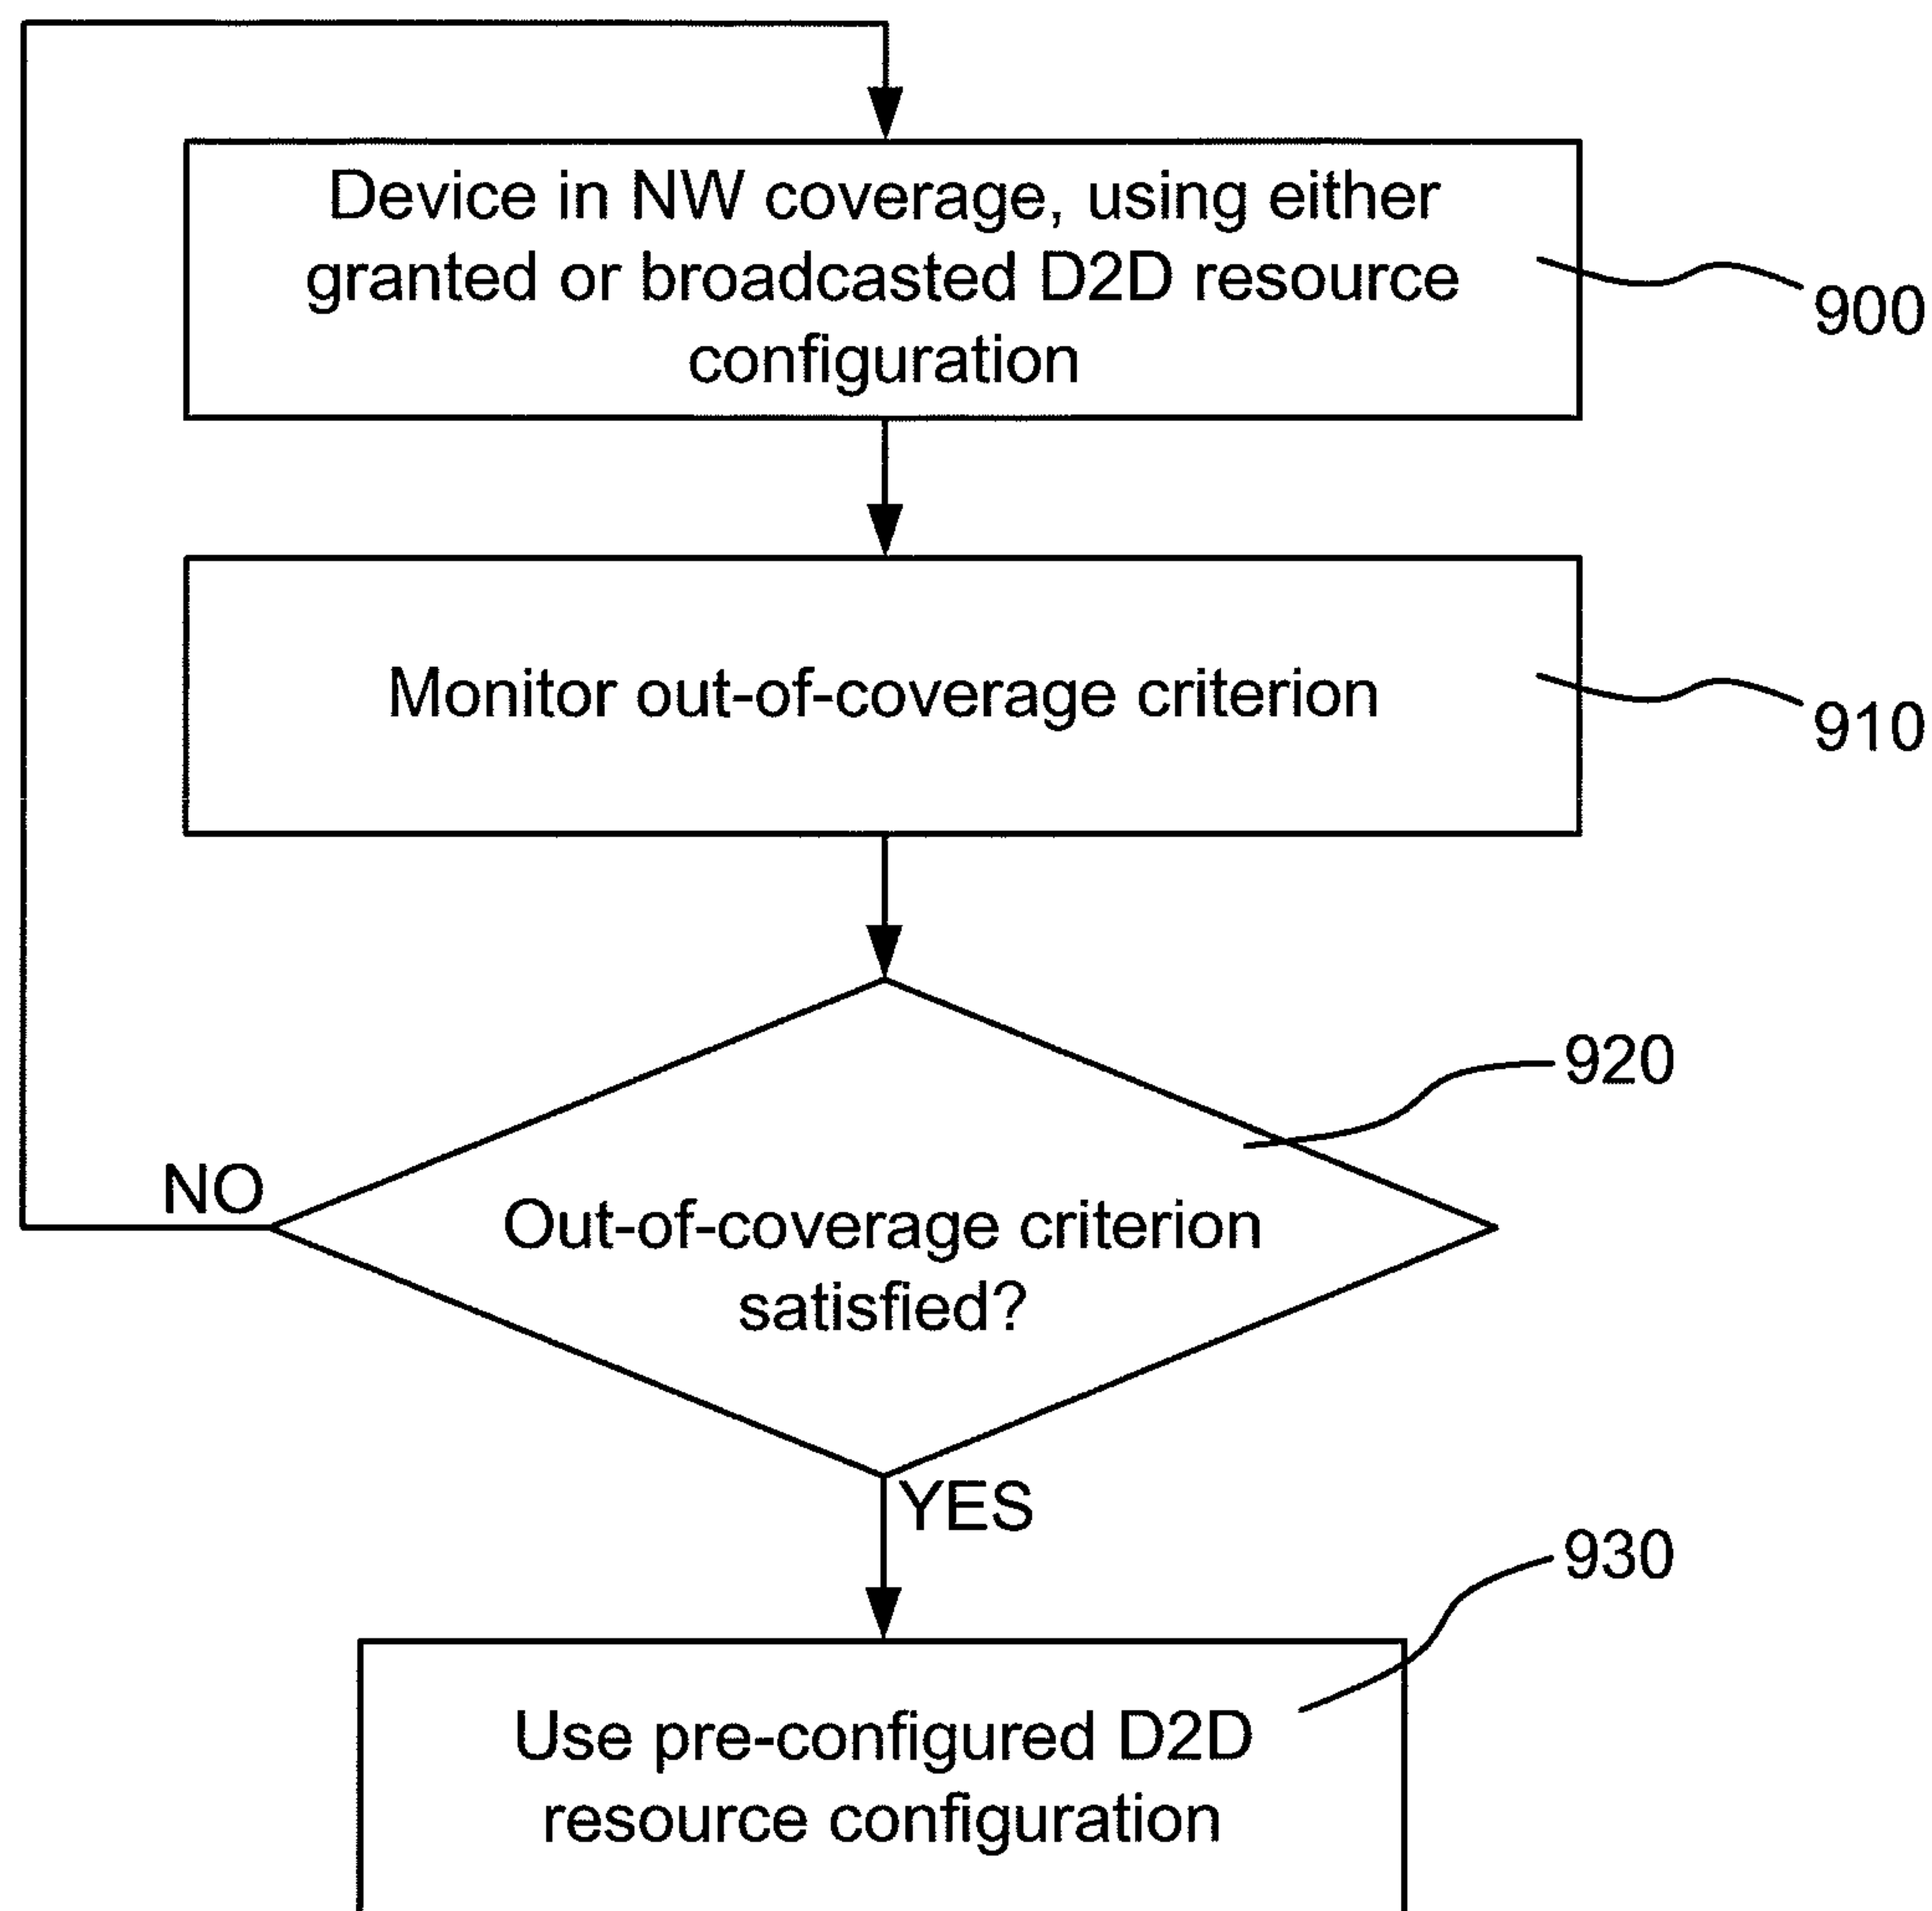 Device in NW coverage, using either
granted or broadcasted D2D resource
configuration
900
Monitor out-of-coverage criterion
910
920
NO
Out-of-coverage criterion
satisfied?
YES
930
Use pre-configured D2D
resource configuration